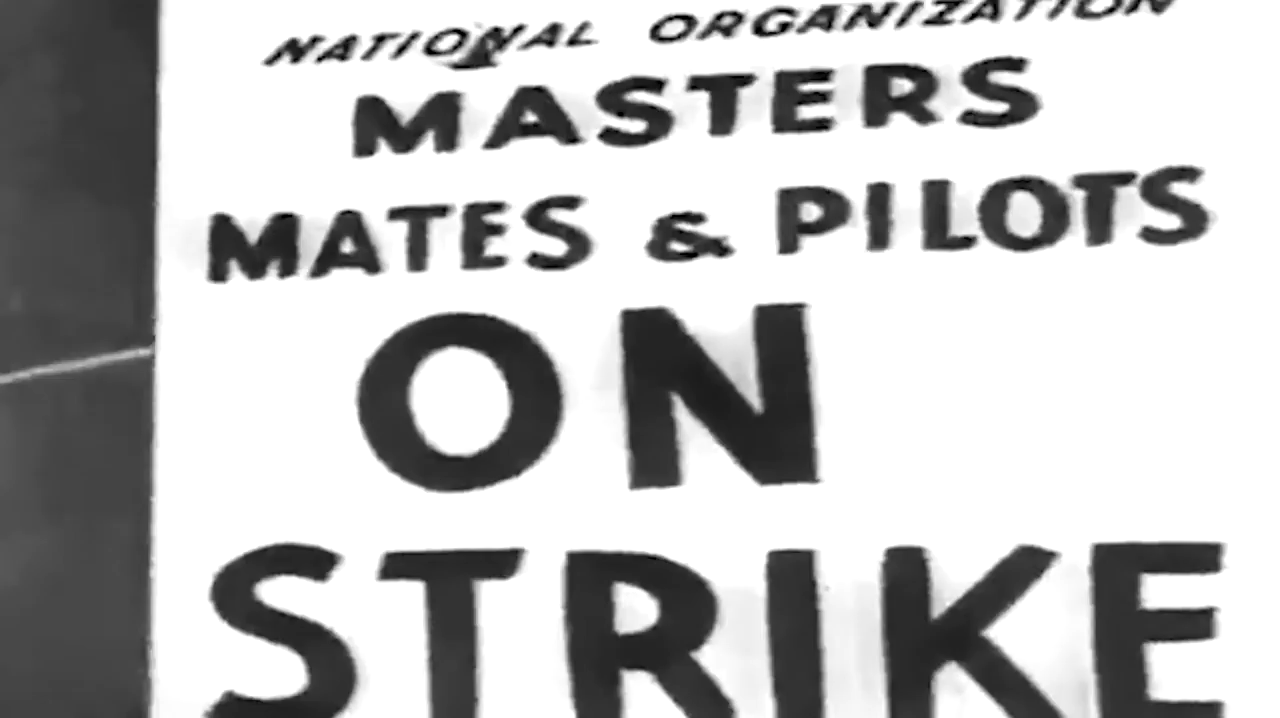 NATIONAL ORGANIZATION
MASTERS
MATES & PILOTS
ON
STRIKE